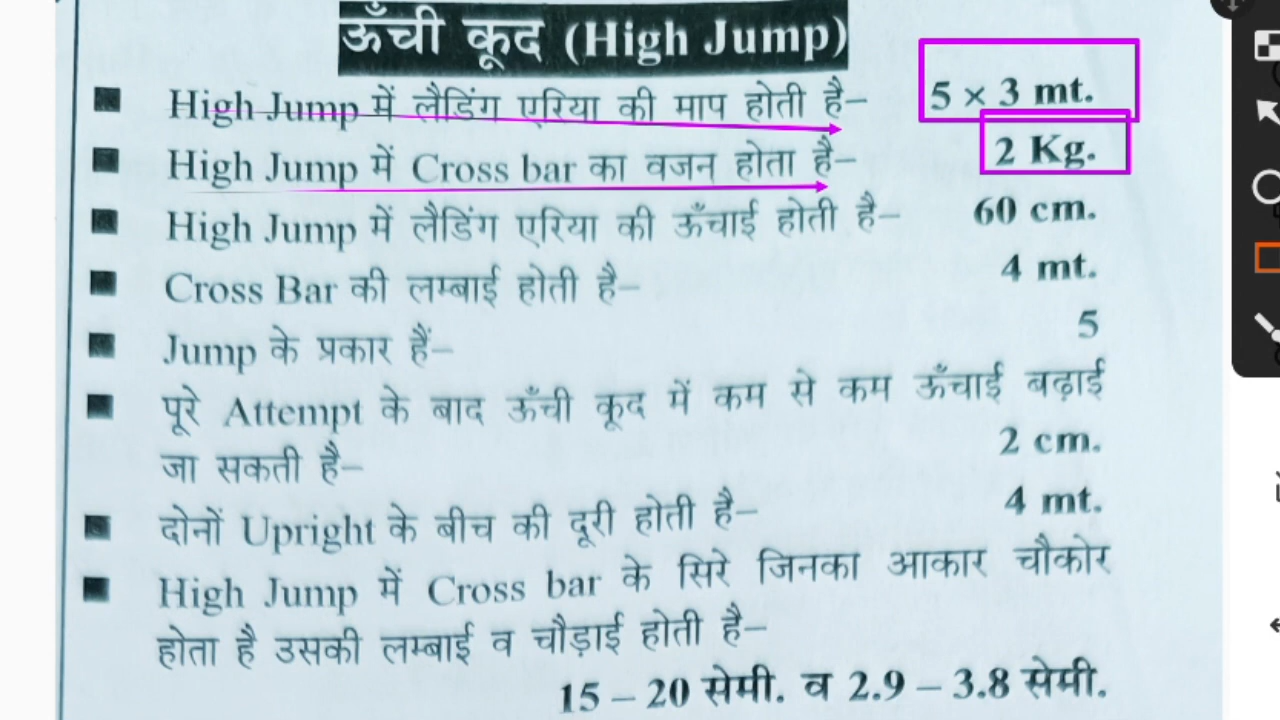 ऊँची कूद (High Jump)
High Jump में लैडिंग एरिया की माप होती है– 5 × 3 mt.
High Jump में Cross bar का वजन होता है– 2 Kg.
High Jump में लैडिंग एरिया की ऊँचाई होती है– 60 cm.
Cross Bar की लम्बाई होती है– 4 mt.
Jump के प्रकार हैं– 5
पूरे Attempt के बाद ऊँची कूद में कम से कम ऊँचाई बढ़ाई
जा सकती है– 2 cm.
दोनों Upright के बीच की दूरी होती है– 4 mt.
High Jump में Cross bar के सिरे जिनका आकार चौकोर
होता है उसकी लम्बाई व चौड़ाई होती है–
15 – 20 सेमी. व 2.9 – 3.8 सेमी.